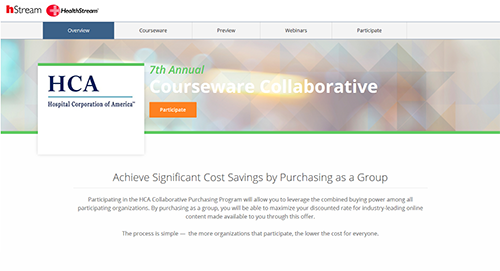 hStream HealthStream
Overview Courseware Preview Webinars Participate
7th Annual
Courseware Collaborative
HCA
Hospital Corporation of America™
Participate
Achieve Significant Cost Savings by Purchasing as a Group
Participating in the HCA Collaborative Purchasing Program will allow you to leverage the combined buying power among all
participating organizations. By purchasing as a group, you will be able to maximize your discounted rate for industry-leading online
content made available to you through this offer.
The process is simple — the more organizations that participate, the lower the cost for everyone.